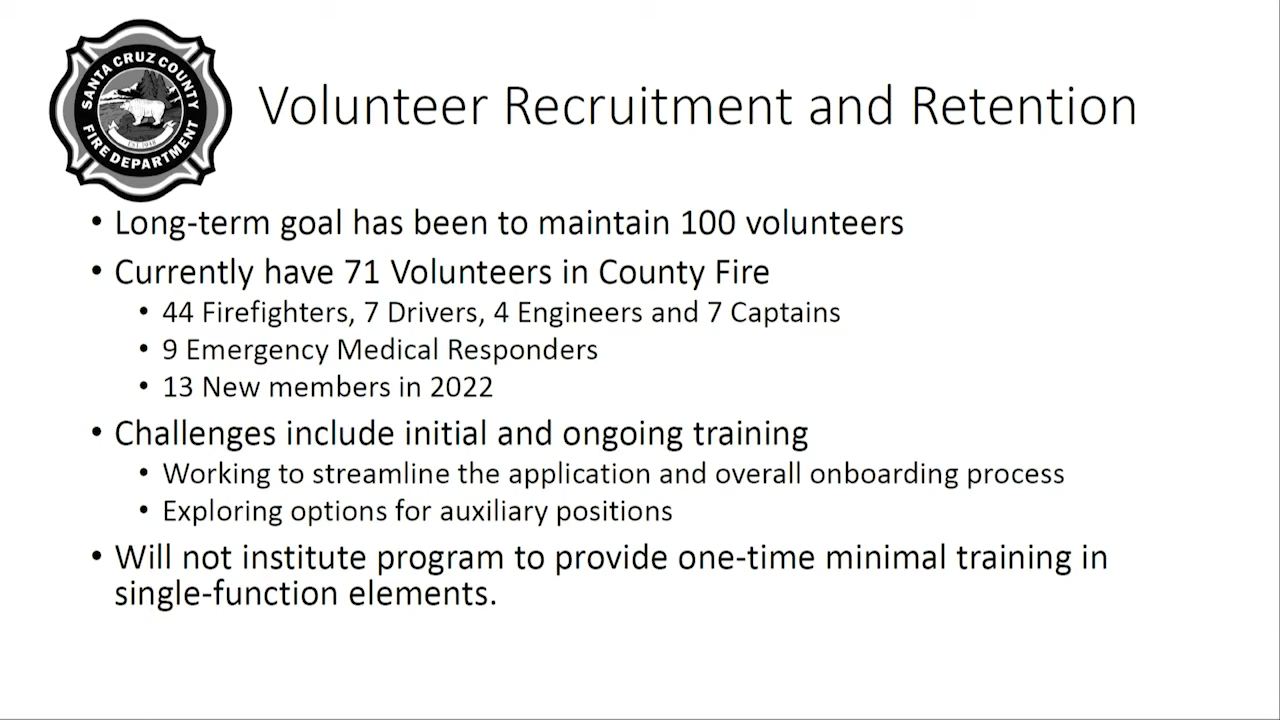 SANTA CRUZ COUNTY
FIRE DEPARTMENT
EST 1948
Volunteer Recruitment and Retention
• Long-term goal has been to maintain 100 volunteers
• Currently have 71 Volunteers in County Fire
• 44 Firefighters, 7 Drivers, 4 Engineers and 7 Captains
• 9 Emergency Medical Responders
• 13 New members in 2022
• Challenges include initial and ongoing training
• Working to streamline the application and overall onboarding process
• Exploring options for auxiliary positions
• Will not institute program to provide one-time minimal training in
single-function elements.